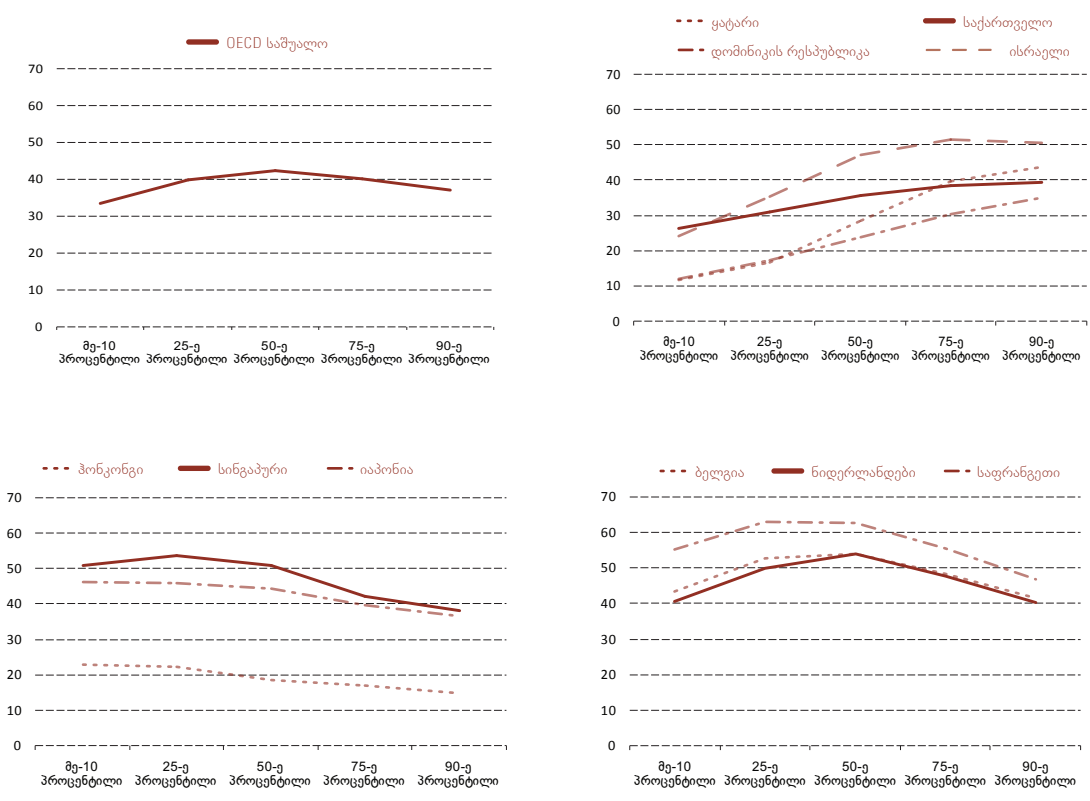 OECD საშუალო
70
60
50
40
30
20
10
0
მე-10 25-ე 50-ე 75-ე 90-ე
პროცენტილი პროცენტილი პროცენტილი პროცენტილი პროცენტილი
ყატარი საქართველო
დომინიკის რესპუბლიკა ისრაელი
70
60
50
40
30
20
10
0
მე-10 25-ე 50-ე 75-ე 90-ე
პროცენტილი პროცენტილი პროცენტილი პროცენტილი პროცენტილი
ჰონკონგი სინგაპური იაპონია
70
60
50
40
30
20
10
0
მე-10 25-ე 50-ე 75-ე 90-ე
პროცენტილი პროცენტილი პროცენტილი პროცენტილი პროცენტილი
ბელგია ნიდერლანდები საფრანგეთი
70
60
50
40
30
20
10
0
მე-10 25-ე 50-ე 75-ე 90-ე
პროცენტილი პროცენტილი პროცენტილი პროცენტილი პროცენტილი